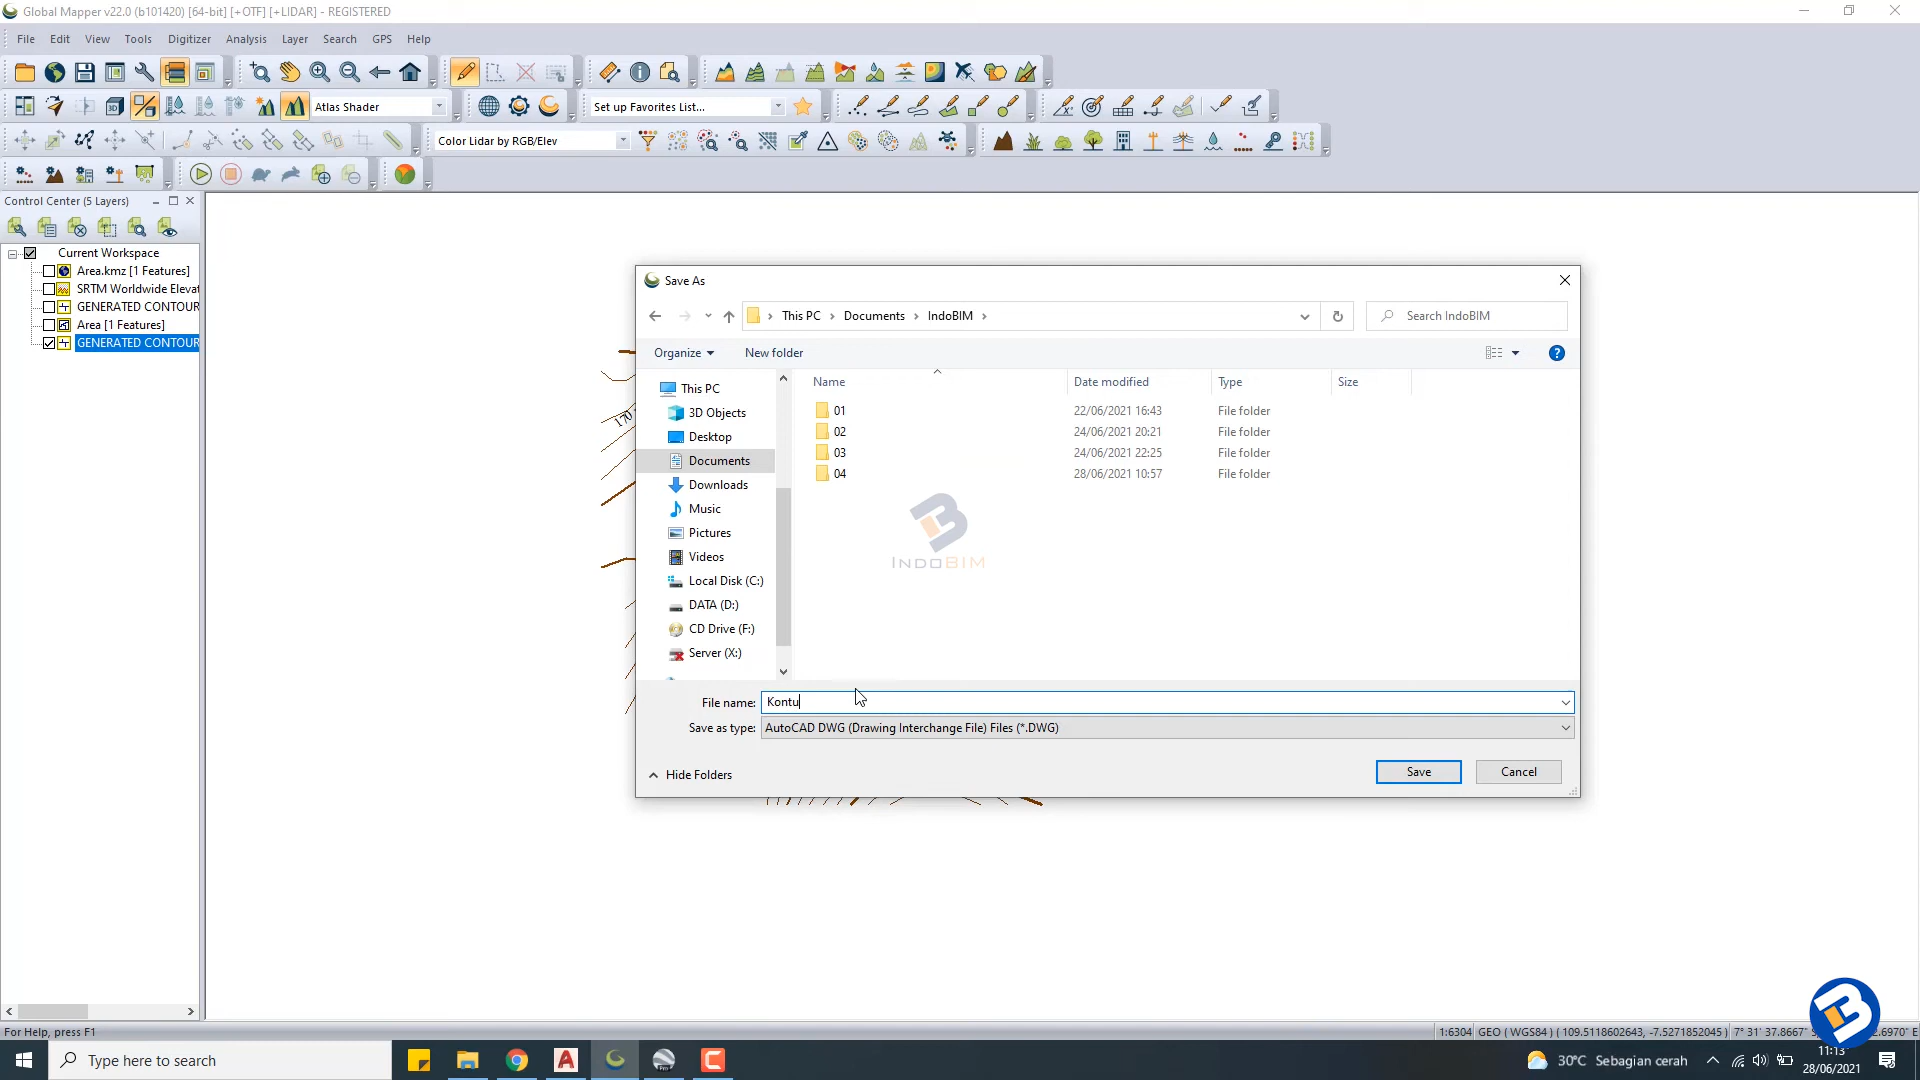 Global Mapper v22.0 (b101420) [64-bit] [+OTF] [+LIDAR] - REGISTERED
File Edit View Tools Digitizer Analysis Layer Search GPS Help
Atlas Shader
Set up Favorites List...
Color Lidar by RGB/Elev
Control Center (5 Layers)
Current Workspace
Area.kmz [1 Features]
SRTM Worldwide Elevat
GENERATED CONTOUR
Area [1 Features]
GENERATED CONTOUR
170
Save As
This PC › Documents › IndoBIM ›
Search IndoBIM
Organize
New folder
This PC
3D Objects
Desktop
Documents
Downloads
Music
Pictures
Videos
Local Disk (C:)
DATA (D:)
CD Drive (F:)
Server (X:)
Name Date modified Type Size
01 22/06/2021 16:43 File folder
02 24/06/2021 20:21 File folder
03 24/06/2021 22:25 File folder
04 28/06/2021 10:57 File folder
INDOBIM
File name: Kontu
Save as type: AutoCAD DWG (Drawing Interchange File) Files (*.DWG)
Hide Folders
Save
Cancel
For Help, press F1
1:6304 GEO ( WGS84 ) ( 109.5118602643, -7.5271852045 ) 7° 31' 37.8667" 2.6970" E
Type here to search
30°C Sebagian cerah
11:13
28/06/2021